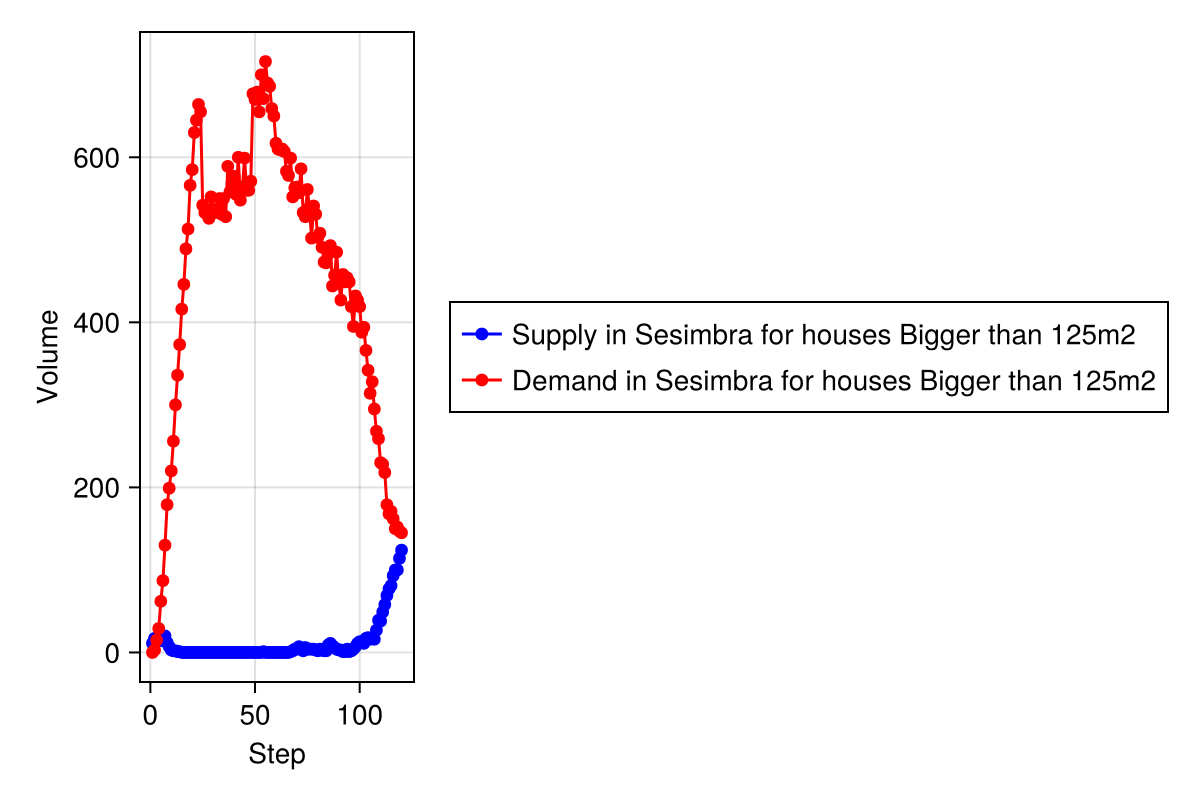 Volume
600
400
200
0
0 50 100
Step
Supply in Sesimbra for houses Bigger than 125m2
Demand in Sesimbra for houses Bigger than 125m2